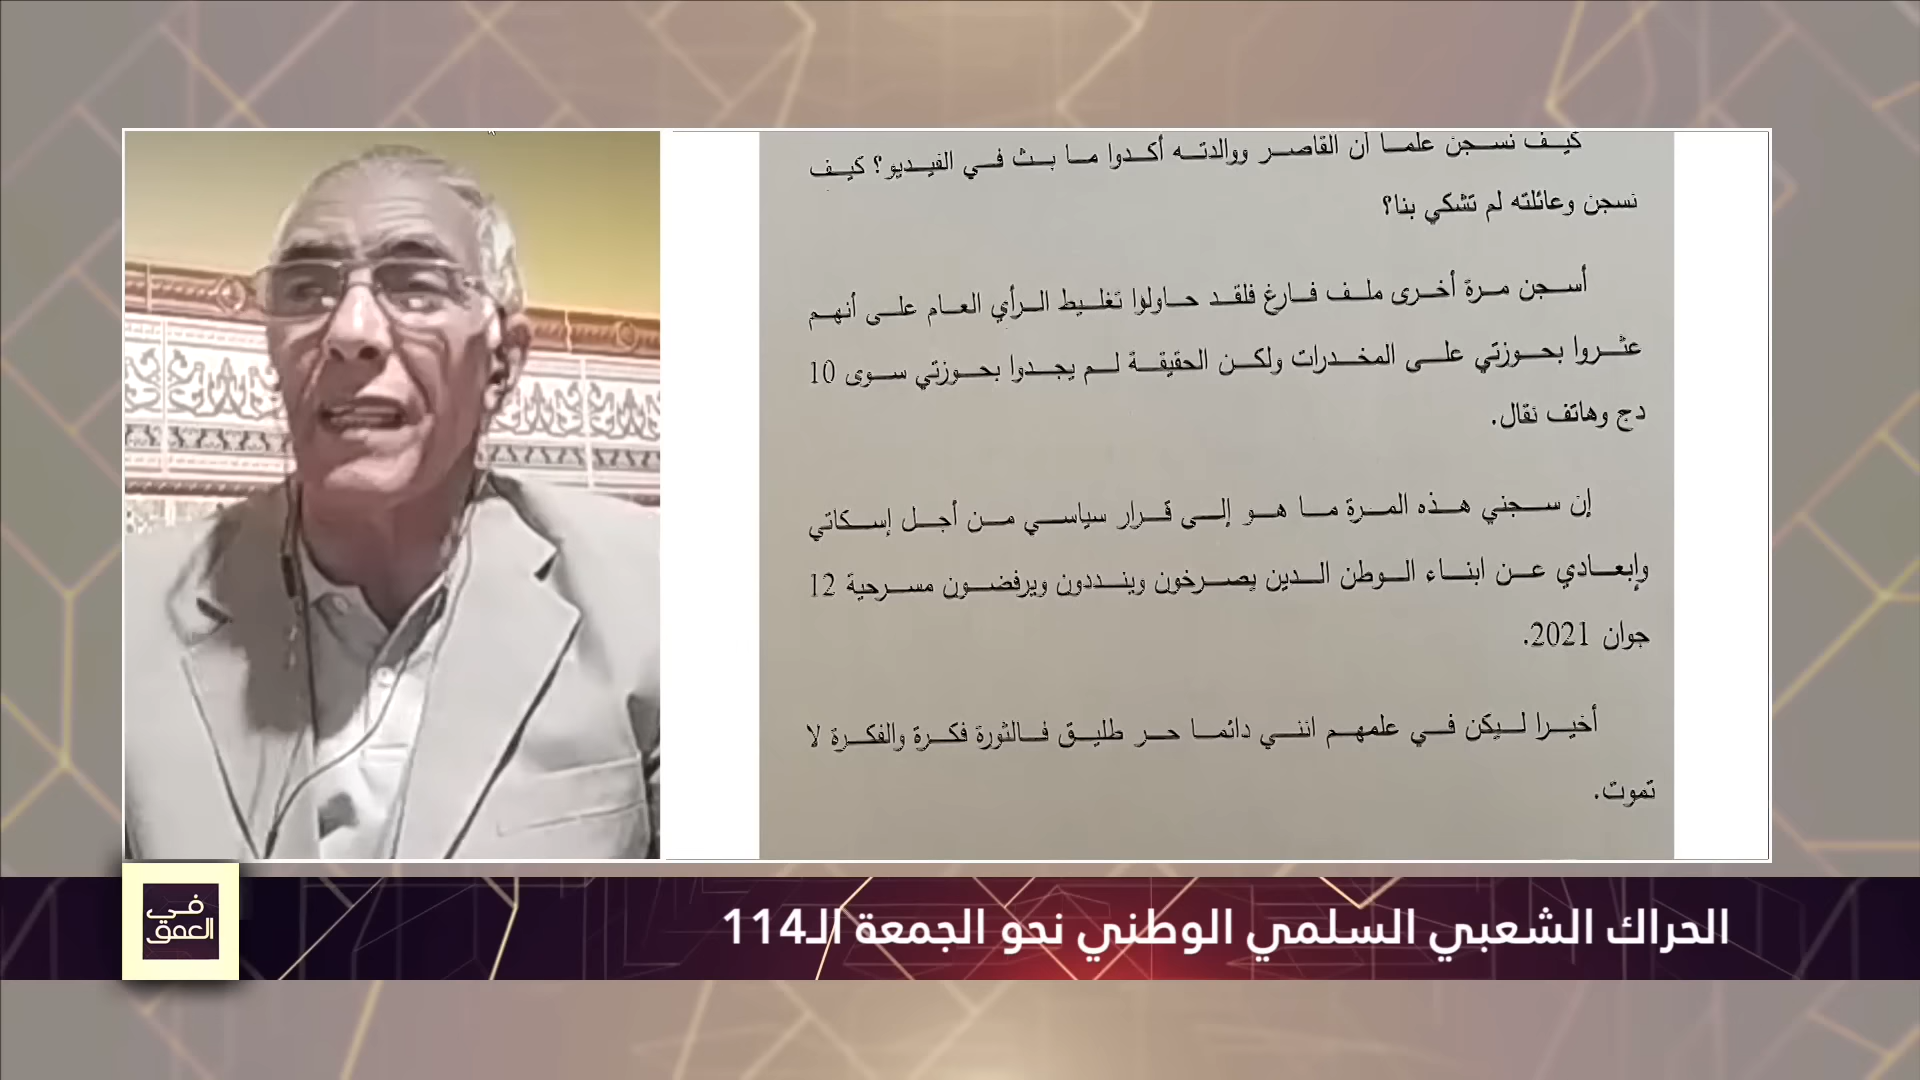 كيف نسجن علما ان القاصر ووالدته أكدوا ما بث في الفيديو؟ كيف
نسجن وعائلته لم تشكي بنا؟
أسجن مرة أخرى ملف فارغ فلقد حاولوا تغليط الرأي العام على أنهم
عثروا بحوزتي على المخدرات ولكن الحقيقة لم يجدوا بحوزتي سوى 10
دج وهاتف نقال.
إن سجني هذه المرة ما هو إلى قرار سياسي من أجل إسكاتي
وإبعادي عن ابناء الوطن الدين يصرخون وينددون ويرفضون مسرحية 12
جوان 2021.
أخيرا ليكن في علمهم انني دائما حر طليق فالثورة فكرة والفكرة لا
تموت.
الحراك الشعبي السلمي الوطني نحو الجمعة الـ114
في
العمق